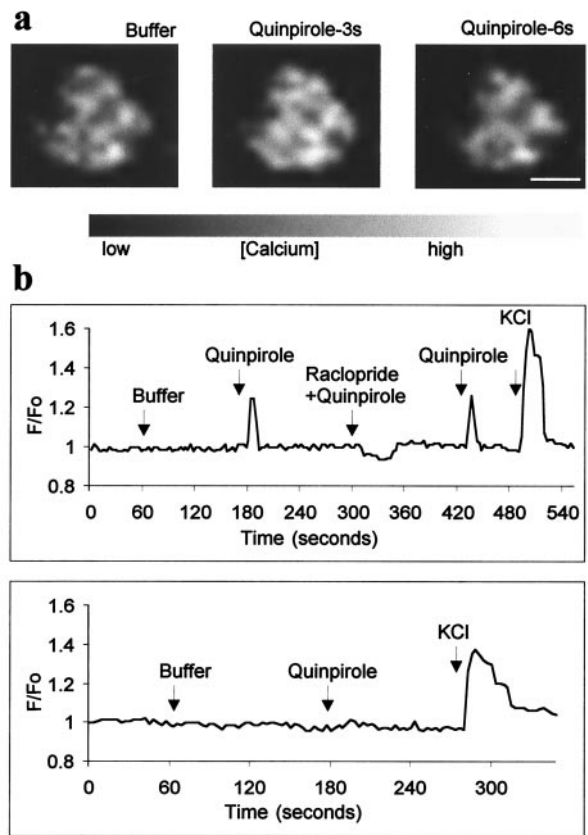 a
Buffer
Quinpirole-3s
Quinpirole-6s
low
[Calcium]
high
b
1.6
1.4
1.2
1
0.8
F/Fo
Buffer
Quinpirole
Raclopride
+Quinpirole
Quinpirole
KCl
0 60 120 180 240 300 360 420 480 540
Time (seconds)
1.6
1.4
1.2
1
0.8
F/Fo
Buffer
Quinpirole
KCl
0 60 120 180 240 300
Time (seconds)